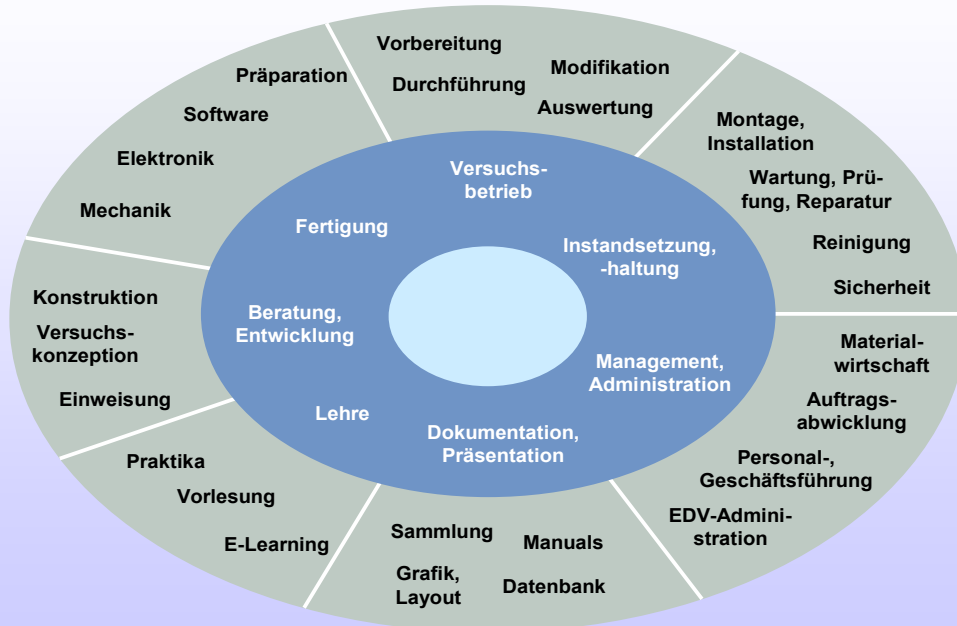 Vorbereitung
Durchführung
Modifikation
Auswertung
Präparation
Software
Elektronik
Mechanik
Montage,
Installation
Wartung, Prü-
fung, Reparatur
Reinigung
Sicherheit
Versuchs-
betrieb
Fertigung
Instandsetzung,
-haltung
Beratung,
Entwicklung
Management,
Administration
Lehre
Dokumentation,
Präsentation
Konstruktion
Versuchs-
konzeption
Einweisung
Material-
wirtschaft
Auftrags-
abwicklung
Personal-,
Geschäftsführung
EDV-Admini-
stration
Praktika
Vorlesung
E-Learning
Sammlung
Manuals
Grafik,
Layout
Datenbank